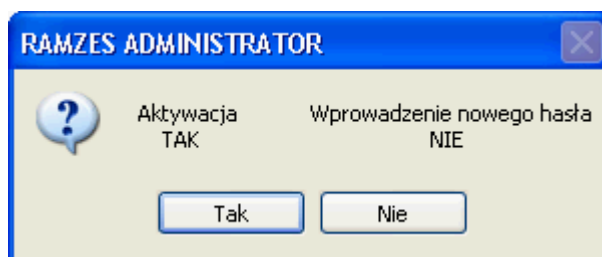 RAMZES ADMINISTRATOR
Aktywacja Wprowadzenie nowego hasła
TAK NIE
Tak Nie